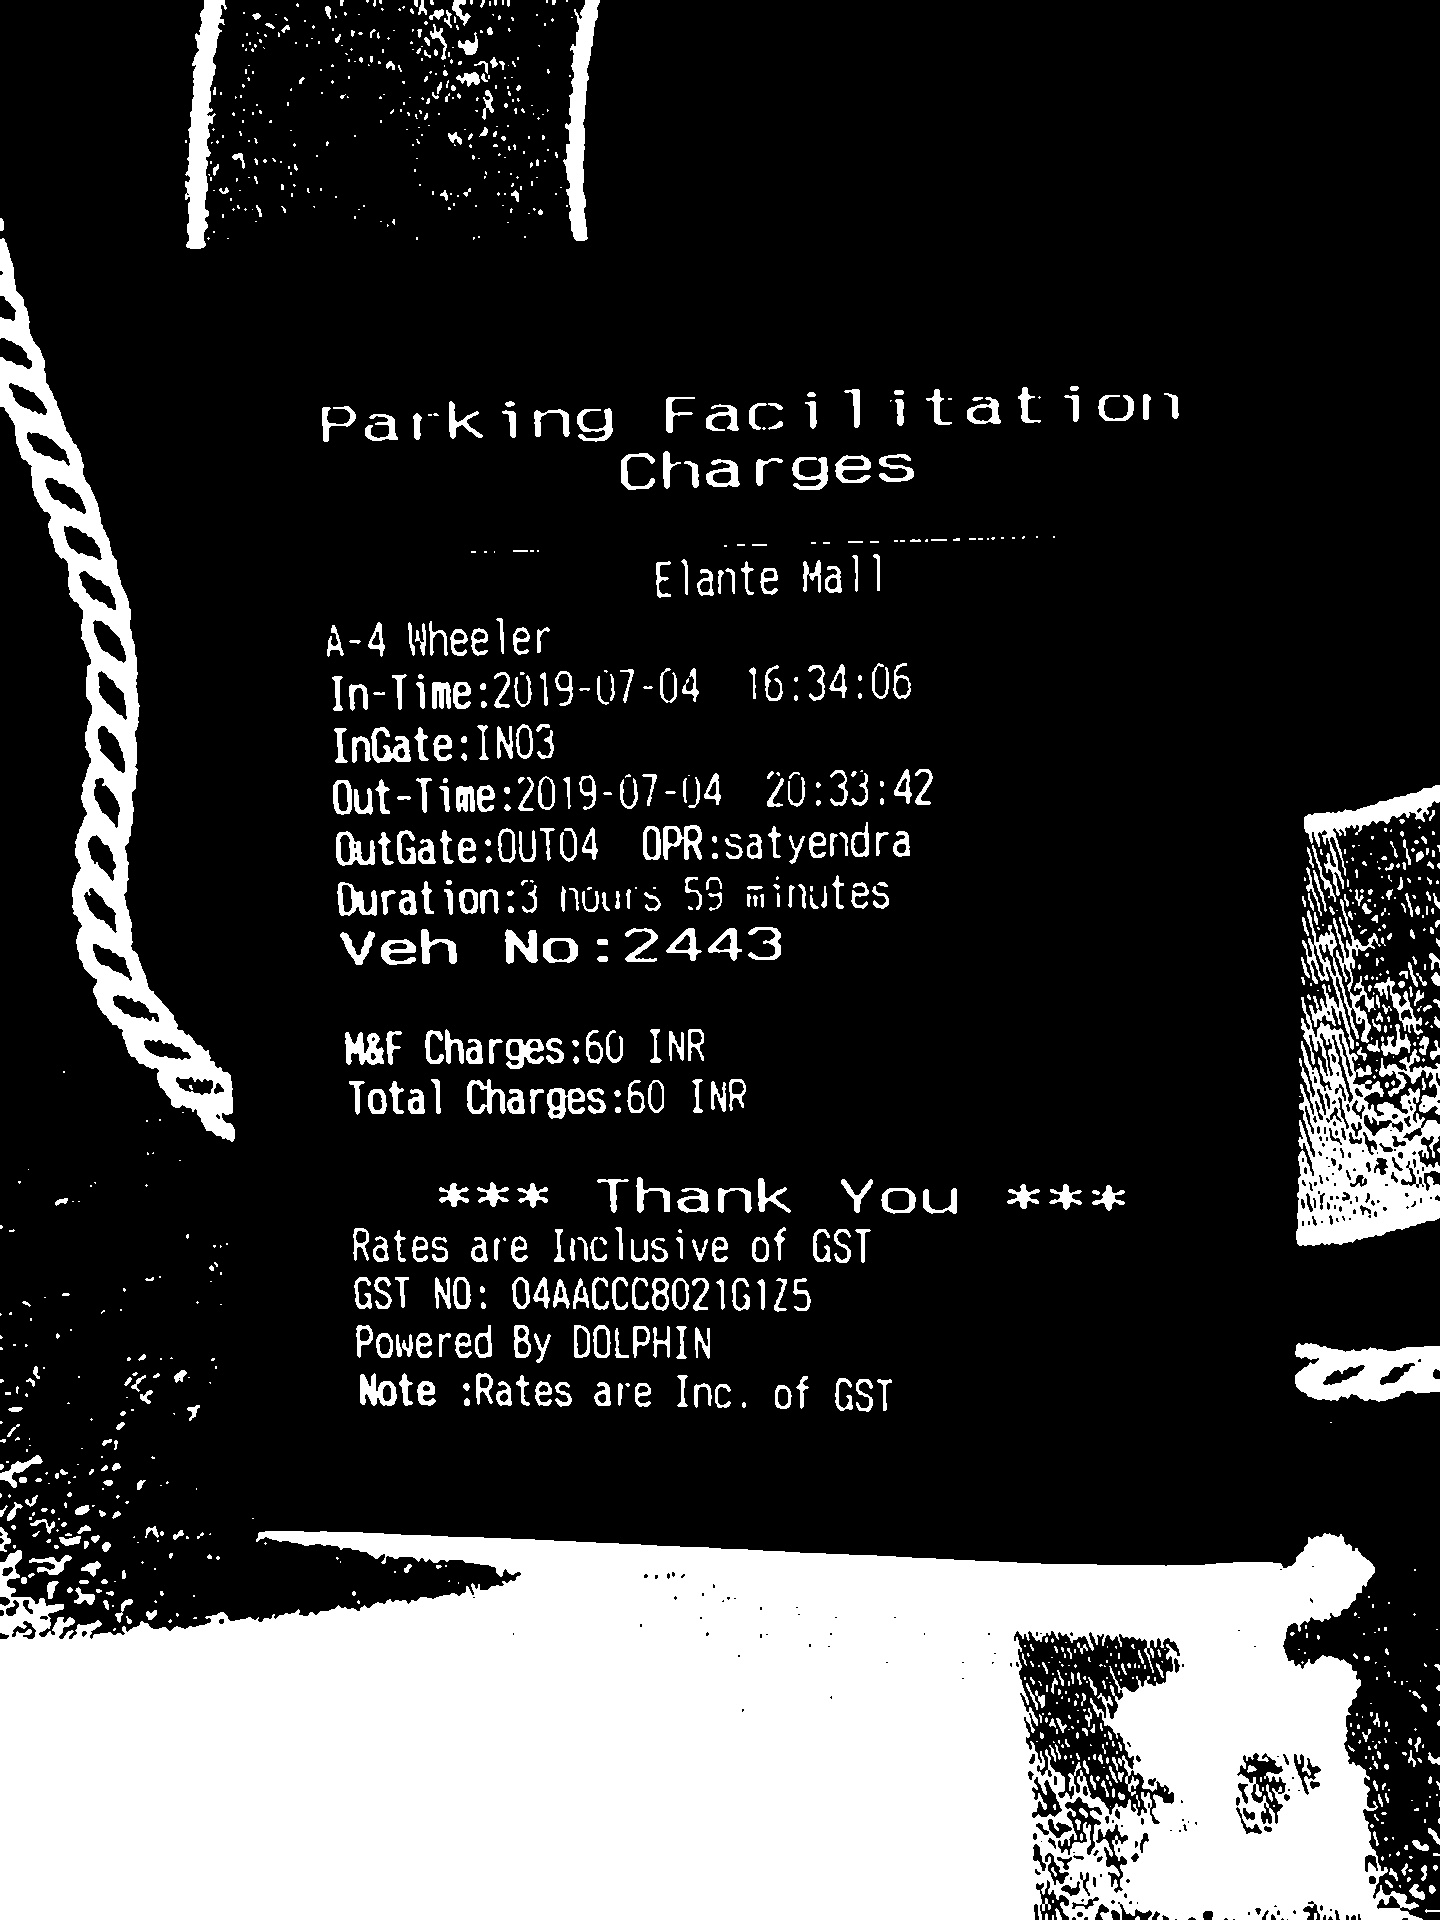 Parking Facilitation
Charges
Elante Mall
A-4 Wheeler
In-Time:2019-07-04 16:34:06
InGate:IN03
Out-Time:2019-07-04 20:33:42
OutGate:OUT04 OPR:satyendra
Duration:3 hours 59 minutes
Veh No:2443
M&F Charges:60 INR
Total Charges:60 INR
*** Thank You ***
Rates are Inclusive of GST
GST NO: 04AACCC8021G1Z5
Powered By DOLPHIN
Note :Rates are Inc. of GST